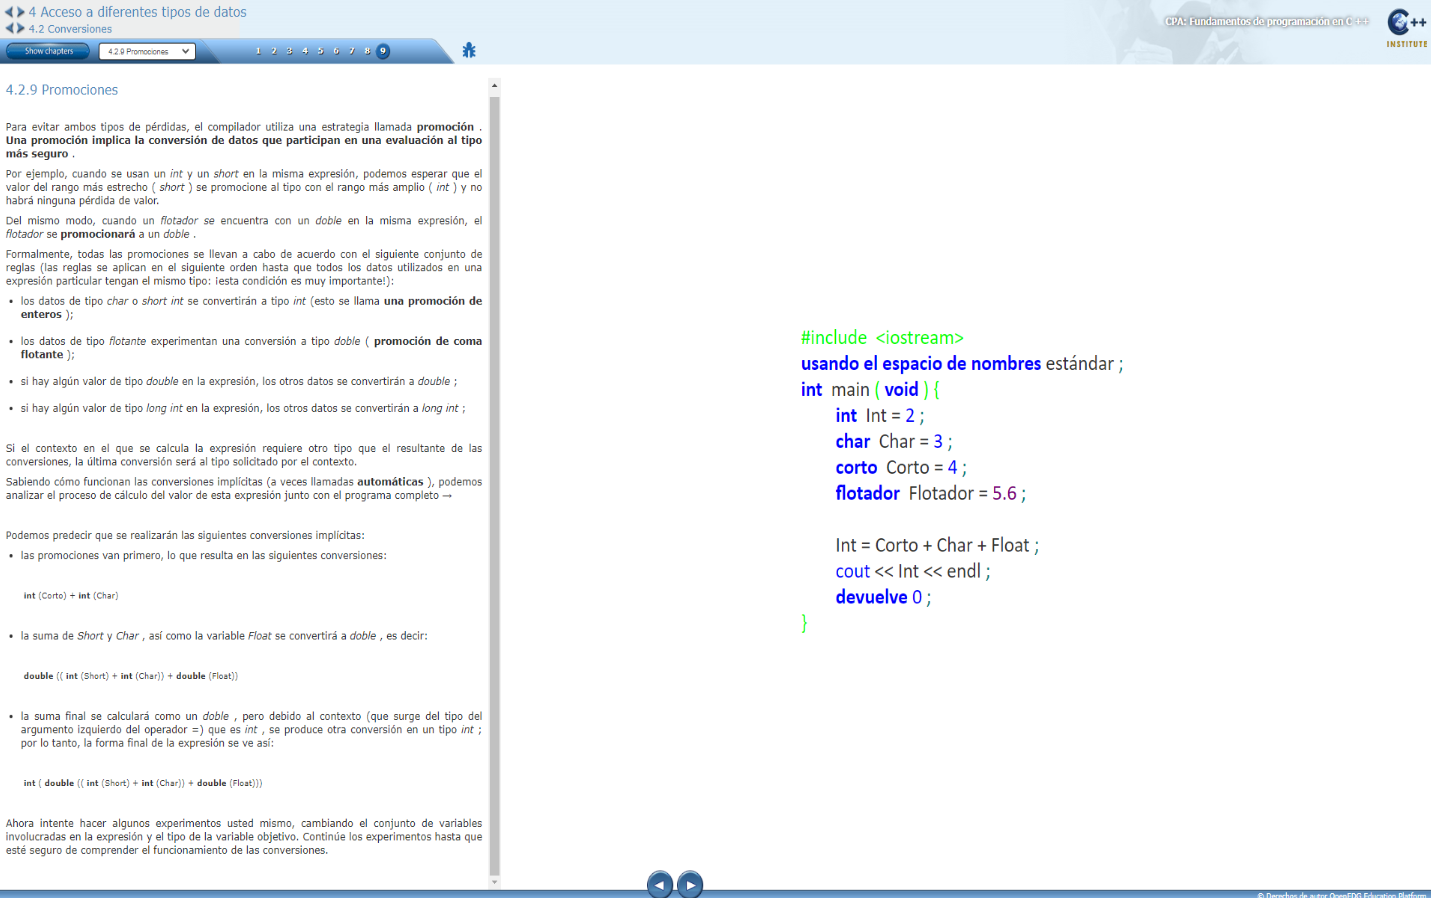 4 Acceso a diferentes tipos de datos
4.2 Conversiones
CPA: Fundamentos de programación en C ++
C++
INSTITUTE
Show chapters
4.2.9 Promociones
1 2 3 4 5 6 7 8 9
4.2.9 Promociones
Para evitar ambos tipos de pérdidas, el compilador utiliza una estrategia llamada promoción .
Una promoción implica la conversión de datos que participan en una evaluación al tipo
más seguro .
Por ejemplo, cuando se usan un int y un short en la misma expresión, podemos esperar que el
valor del rango más estrecho ( short ) se promocione al tipo con el rango más amplio ( int ) y no
habrá ninguna pérdida de valor.
Del mismo modo, cuando un flotador se encuentra con un doble en la misma expresión, el
flotador se promocionará a un doble .
Formalmente, todas las promociones se llevan a cabo de acuerdo con el siguiente conjunto de
reglas (las reglas se aplican en el siguiente orden hasta que todos los datos utilizados en una
expresión particular tengan el mismo tipo: ¡esta condición es muy importante!):
• los datos de tipo char o short int se convertirán a tipo int (esto se llama una promoción de
enteros );
• los datos de tipo flotante experimentan una conversión a tipo doble ( promoción de coma
flotante );
• si hay algún valor de tipo double en la expresión, los otros datos se convertirán a double ;
• si hay algún valor de tipo long int en la expresión, los otros datos se convertirán a long int ;
Si el contexto en el que se calcula la expresión requiere otro tipo que el resultante de las
conversiones, la última conversión será al tipo solicitado por el contexto.
Sabiendo cómo funcionan las conversiones implícitas (a veces llamadas automáticas ), podemos
analizar el proceso de cálculo del valor de esta expresión junto con el programa completo →
Podemos predecir que se realizarán las siguientes conversiones implícitas:
• las promociones van primero, lo que resulta en las siguientes conversiones:
int (Corto) + int (Char)
• la suma de Short y Char , así como la variable Float se convertirá a doble , es decir:
double (( int (Short) + int (Char)) + double (Float))
• la suma final se calculará como un doble , pero debido al contexto (que surge del tipo del
argumento izquierdo del operador =) que es int , se produce otra conversión en un tipo int ;
por lo tanto, la forma final de la expresión se ve así:
int ( double (( int (Short) + int (Char)) + double (Float)))
Ahora intente hacer algunos experimentos usted mismo, cambiando el conjunto de variables
involucradas en la expresión y el tipo de la variable objetivo. Continúe los experimentos hasta que
esté seguro de comprender el funcionamiento de las conversiones.
#include <iostream>
usando el espacio de nombres estándar ;
int main ( void ) {
int Int = 2 ;
char Char = 3 ;
corto Corto = 4 ;
flotador Flotador = 5.6 ;
Int = Corto + Char + Float ;
cout << Int << endl ;
devuelve 0 ;
}
© Derechos de autor OpenEDG Education Platform